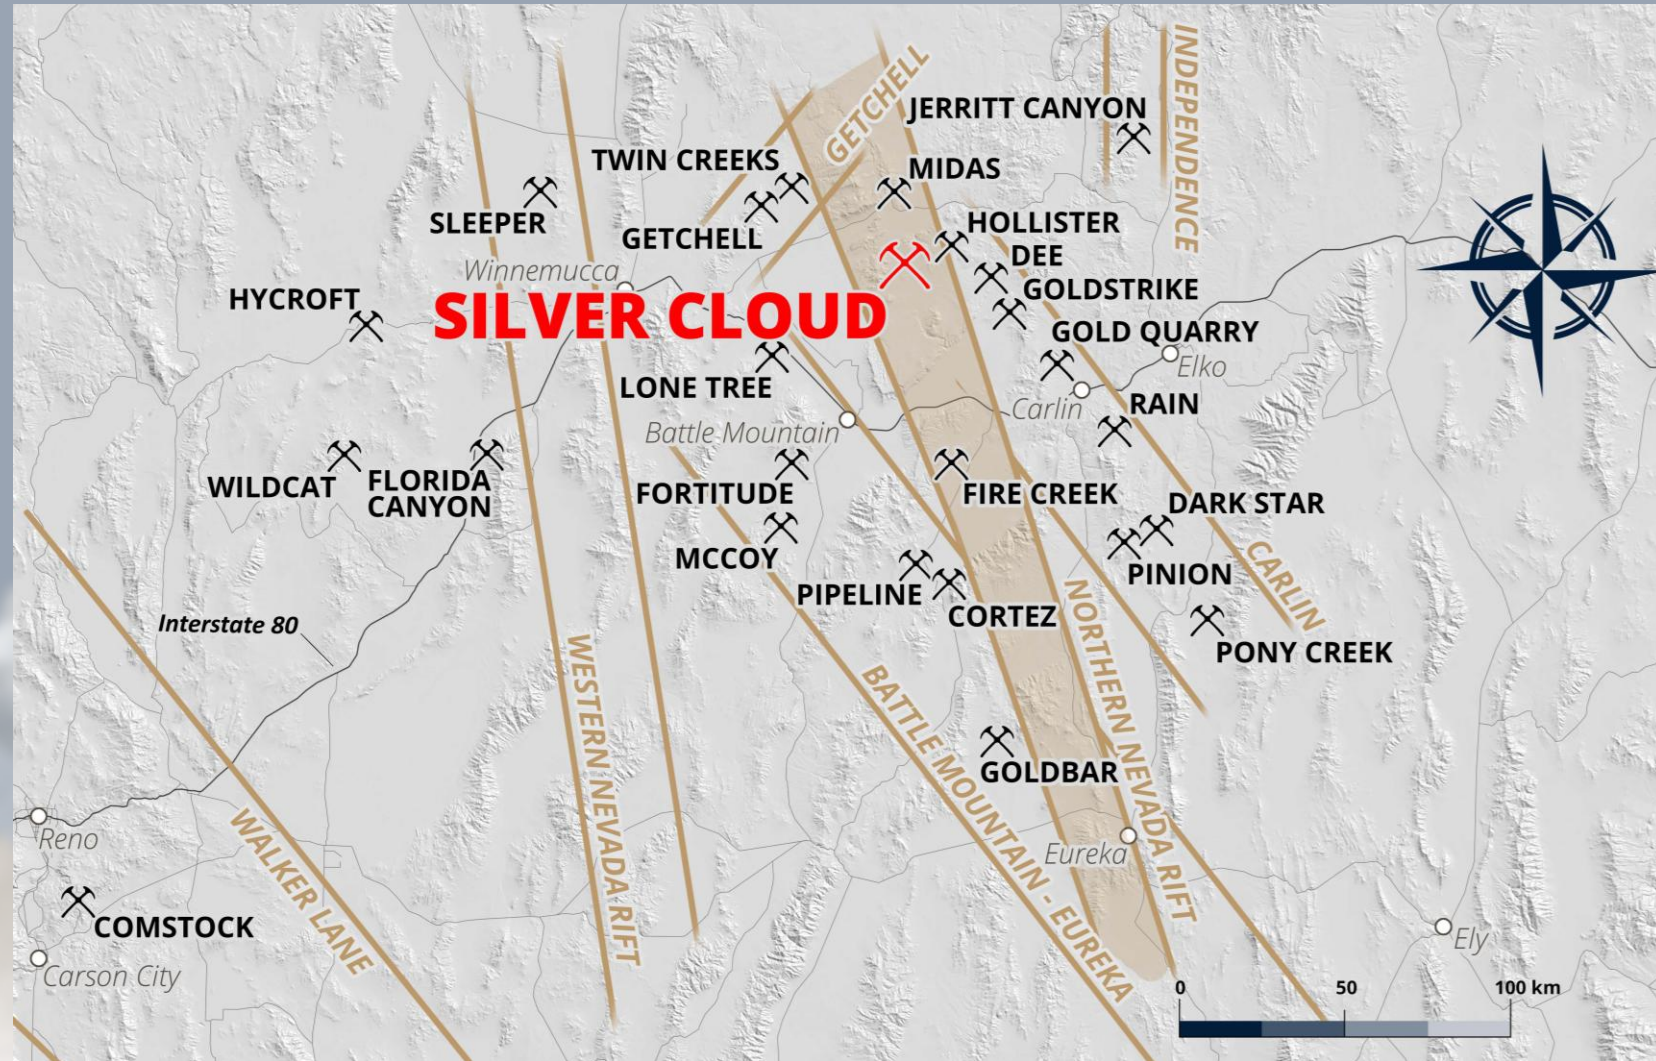 INDEPENDENCE
GETCHELL
JERRITT CANYON
TWIN CREEKS
MIDAS
SLEEPER
GETCHELL
HOLLISTER
DEE
Winnemucca
HYCROFT
SILVER CLOUD
GOLDSTRIKE
GOLD QUARRY
Elko
LONE TREE
Carlin
RAIN
Battle Mountain
WILDCAT
FLORIDA
CANYON
FORTITUDE
FIRE CREEK
DARK STAR
MCCOY
PINION
CARLIN
PIPELINE
CORTEZ
Interstate 80
PONY CREEK
WESTERN NEVADA RIFT
BATTLE MOUNTAIN - EUREKA
NORTHERN NEVADA RIFT
GOLDBAR
Reno
WALKER LANE
Eureka
COMSTOCK
Ely
Carson City
0 50 100 km